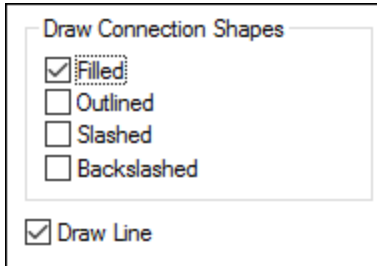 Draw Connection Shapes
Filled
Outlined
Slashed
Backslashed
Draw Line